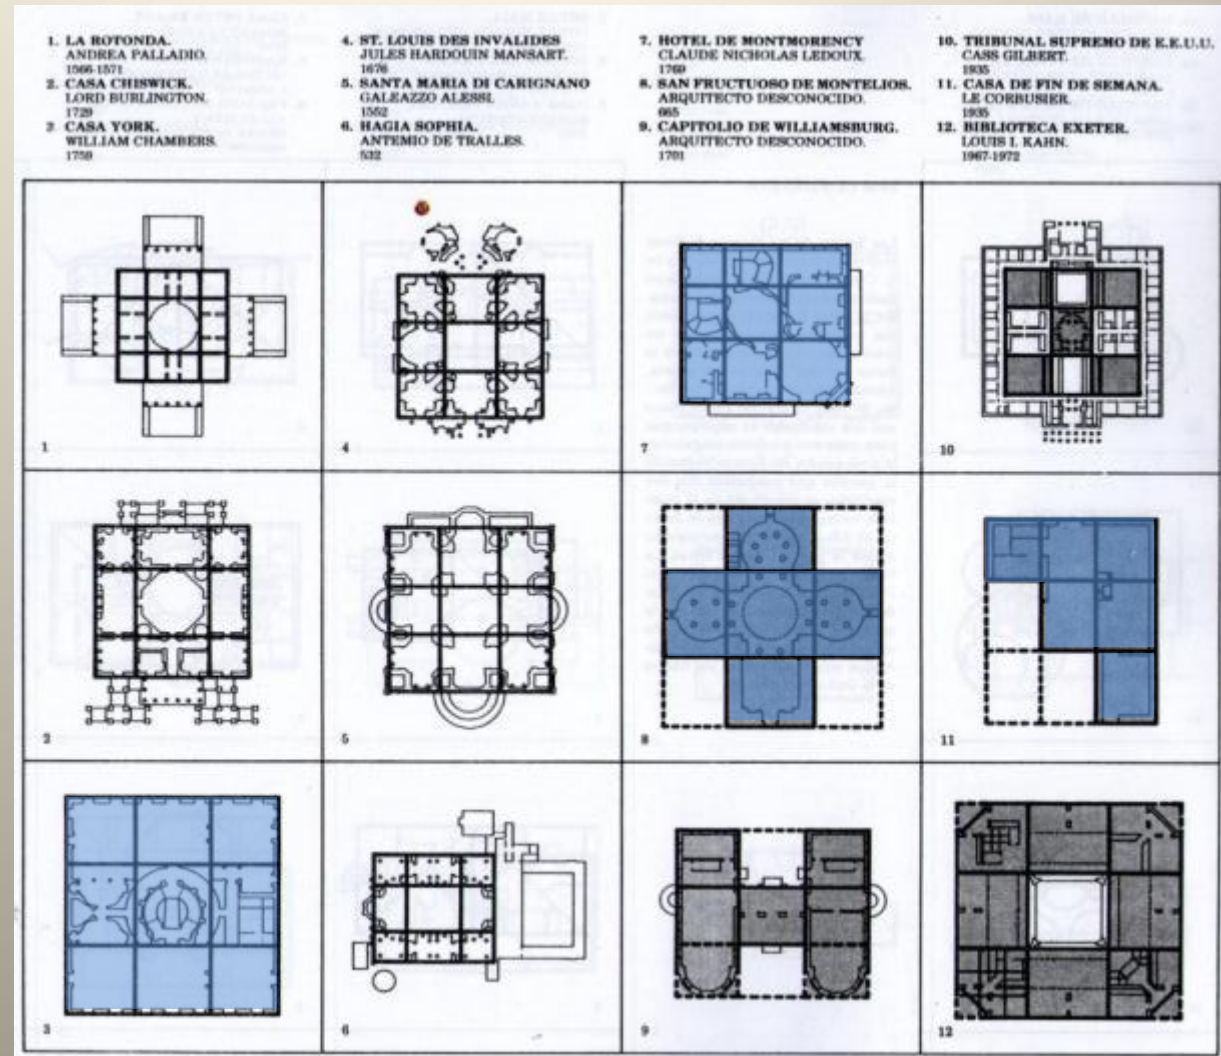 1. LA ROTONDA.
ANDREA PALLADIO.
1566-1571
2. CASA CHISWICK.
LORD BURLINGTON.
1729
3. CASA YORK.
WILLIAM CHAMBERS.
1759
4. ST. LOUIS DES INVALIDES
JULES HARDOUIN MANSART.
1676
5. SANTA MARIA DI CARIGNANO
GALEAZZO ALESSI.
1552
6. HAGIA SOPHIA.
ANTEMIO DE TRALLES.
532
7. HOTEL DE MONTMORENCY
CLAUDE NICHOLAS LEDOUX.
1769
8. SAN FRUCTUOSO DE MONTELIOS.
ARQUITECTO DESCONOCIDO.
665
9. CAPITOLIO DE WILLIAMSBURG.
ARQUITECTO DESCONOCIDO.
1701
10. TRIBUNAL SUPREMO DE E.E.U.U.
CASS GILBERT.
1935
11. CASA DE FIN DE SEMANA.
LE CORBUSIER.
1935
12. BIBLIOTECA EXETER.
LOUIS I. KAHN.
1967-1972
1
4
7
10
2
5
8
11
3
6
9
12